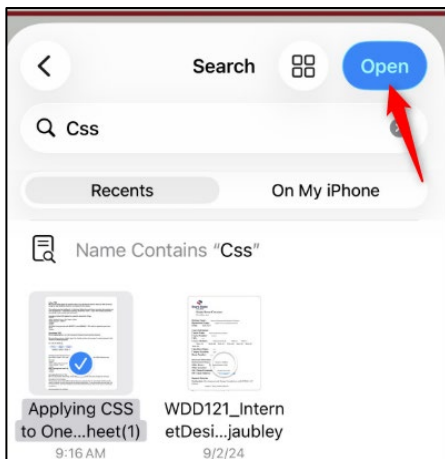 Search
Open
Css
Recents
On My iPhone
Name Contains “Css”
Applying CSS
to One...heet(1)
9:16 AM
WDD121_Intern
etDesi...jaubley
9/2/24